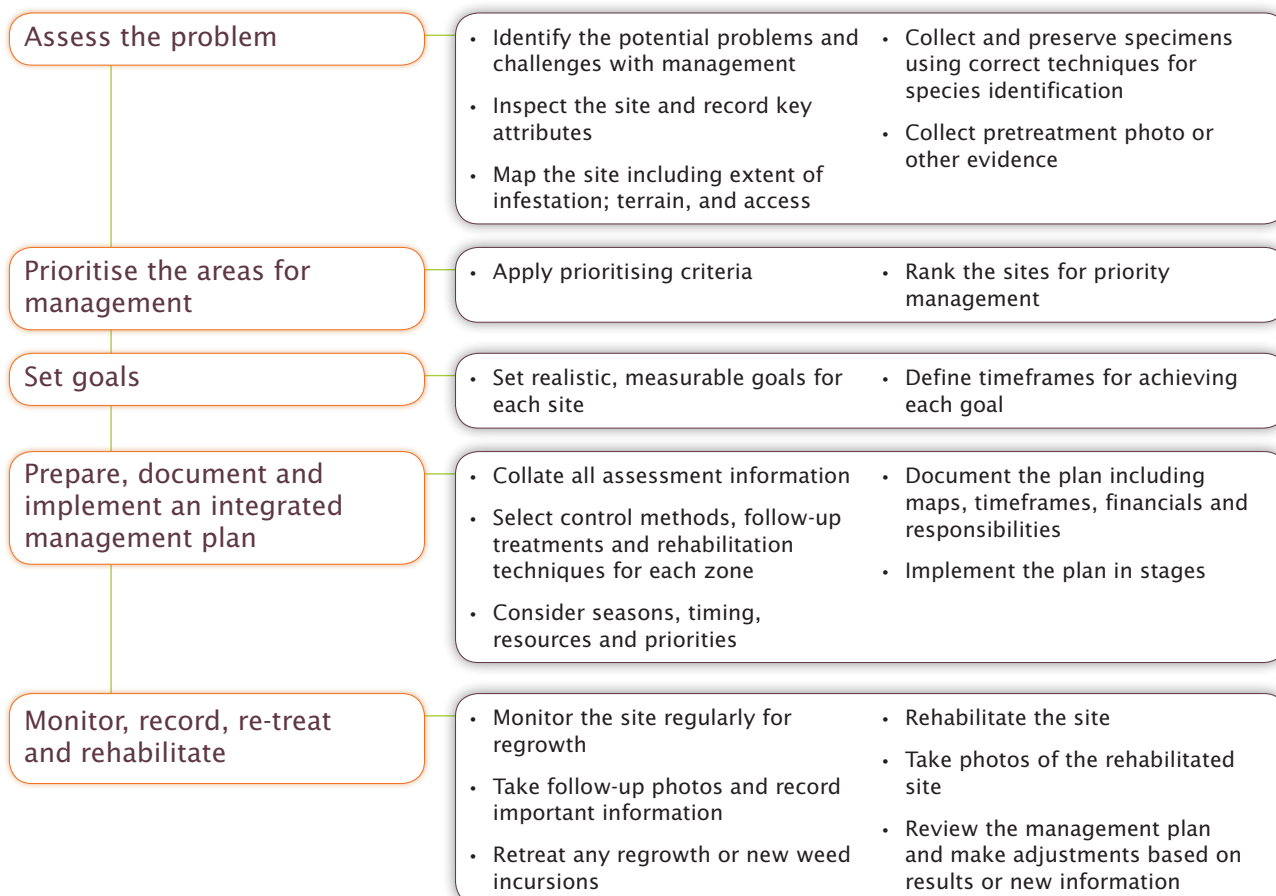 Assess the problem
• Identify the potential problems and
challenges with management
• Inspect the site and record key
attributes
• Map the site including extent of
infestation; terrain, and access
• Collect and preserve specimens
using correct techniques for
species identification
• Collect pretreatment photo or
other evidence
Prioritise the areas for
management
• Apply prioritising criteria
• Rank the sites for priority
management
Set goals
• Set realistic, measurable goals for
each site
• Define timeframes for achieving
each goal
Prepare, document and
implement an integrated
management plan
• Collate all assessment information
• Select control methods, follow-up
treatments and rehabilitation
techniques for each zone
• Consider seasons, timing,
resources and priorities
• Document the plan including
maps, timeframes, financials and
responsibilities
• Implement the plan in stages
Monitor, record, re-treat
and rehabilitate
• Monitor the site regularly for
regrowth
• Take follow-up photos and record
important information
• Retreat any regrowth or new weed
incursions
• Rehabilitate the site
• Take photos of the rehabilitated
site
• Review the management plan
and make adjustments based on
results or new information